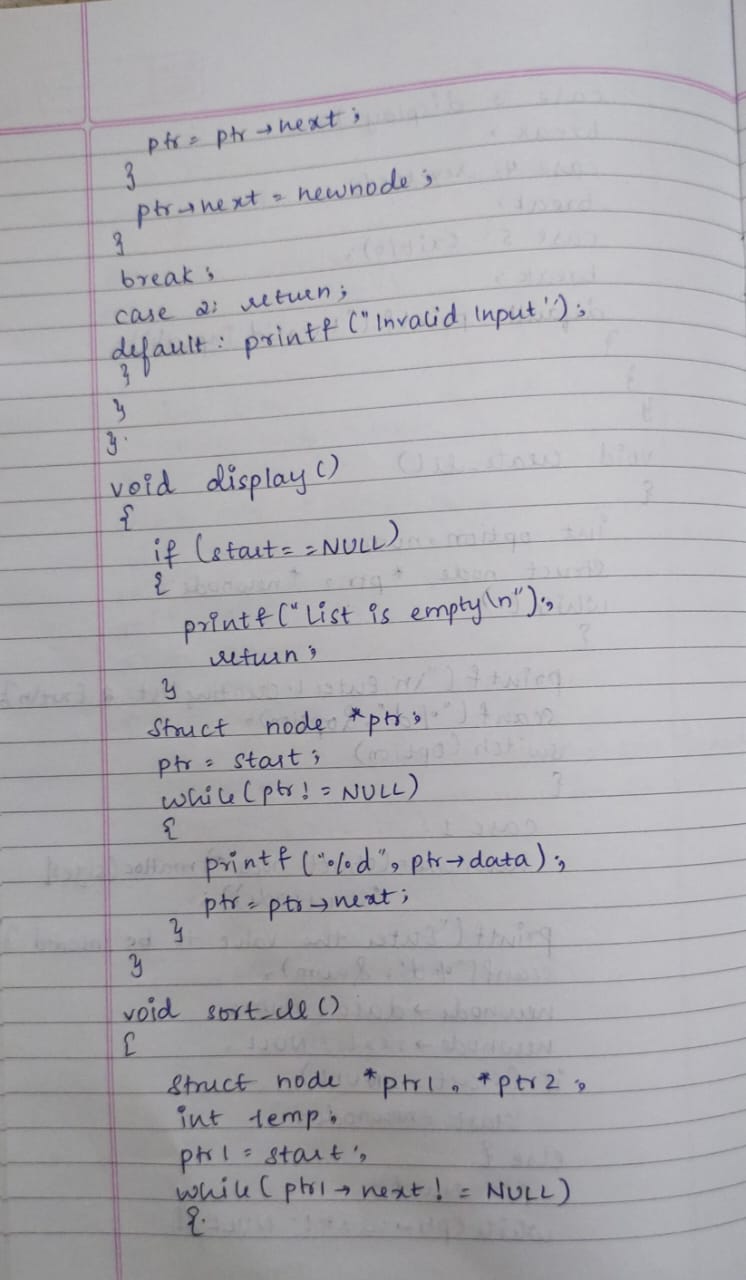 ptr = ptr → next ;
}
ptr → next = newnode ;
}
break ;
case 2: return ;
default : printf ("Invalid Input") ;
}
}
}
void display ()
{
if (start == NULL)
{
printf ("List is empty \n") ;
return ;
}
struct node *ptr ;
ptr = start ;
while (ptr != NULL)
{
printf ("%d", ptr → data) ;
ptr = ptr → next ;
}
}
void sort_ll ()
{
struct node *ptr1, *ptr2 ;
int temp ;
ptr1 = start ;
while (ptr1 → next != NULL)
{